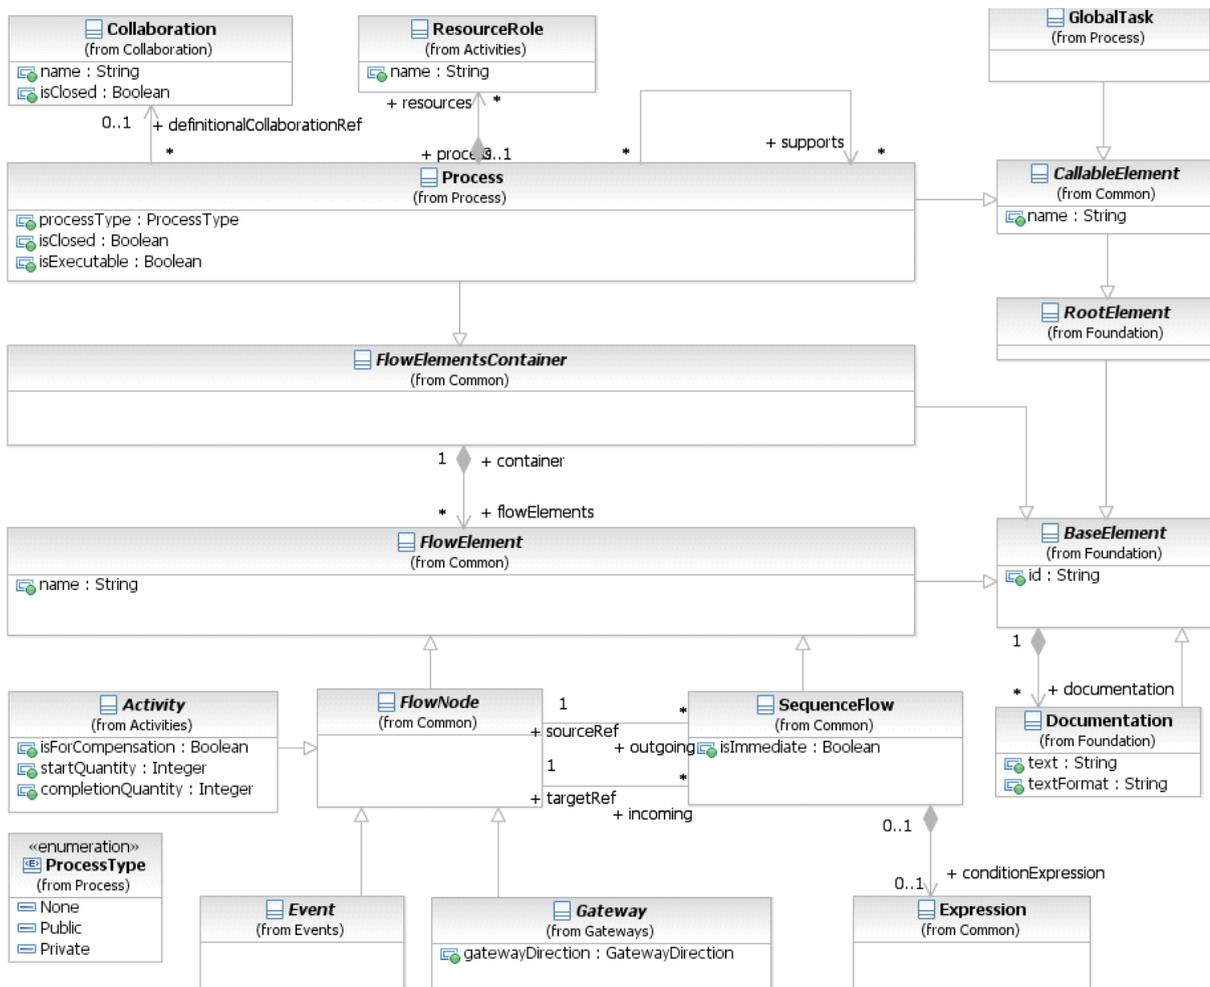 Collaboration
(from Collaboration)
name : String
isClosed : Boolean
ResourceRole
(from Activities)
name : String
GlobalTask
(from Process)
0..1
+ definitionalCollaborationRef
*
+ resources
*
0..1
*
+ supports
*
Process
(from Process)
processType : ProcessType
isClosed : Boolean
isExecutable : Boolean
CallableElement
(from Common)
name : String
RootElement
(from Foundation)
FlowElementsContainer
(from Common)
1
+ container
*
+ flowElements
FlowElement
(from Common)
name : String
BaseElement
(from Foundation)
id : String
1
*
+ documentation
Documentation
(from Foundation)
text : String
textFormat : String
Activity
(from Activities)
isForCompensation : Boolean
startQuantity : Integer
completionQuantity : Integer
FlowNode
(from Common)
1
*
+ sourceRef
+ outgoing
1
*
+ targetRef
+ incoming
SequenceFlow
(from Common)
isImmediate : Boolean
0..1
0..1
+ conditionExpression
«enumeration»
<E> ProcessType
(from Process)
None
Public
Private
Event
(from Events)
Gateway
(from Gateways)
gatewayDirection : GatewayDirection
Expression
(from Common)